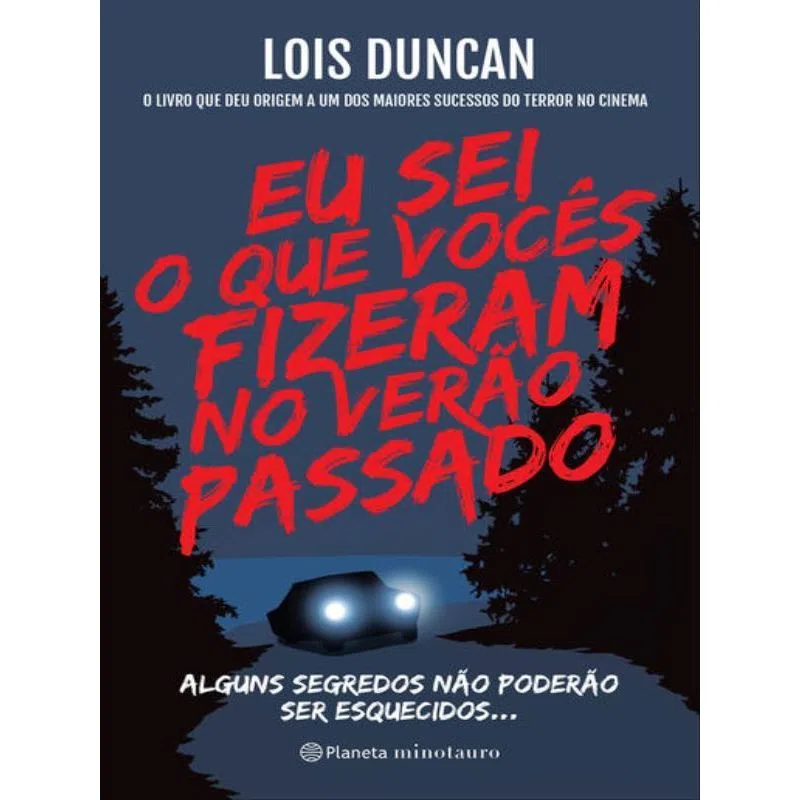 LOIS DUNCAN
O LIVRO QUE DEU ORIGEM A UM DOS MAIORES SUCESSOS DO TERROR NO CINEMA
EU SEI
O QUE VOCÊS
FIZERAM
NO VERÃO
PASSADO
ALGUNS SEGREDOS NÃO PODERÃO
SER ESQUECIDOS...
Planeta minotauro